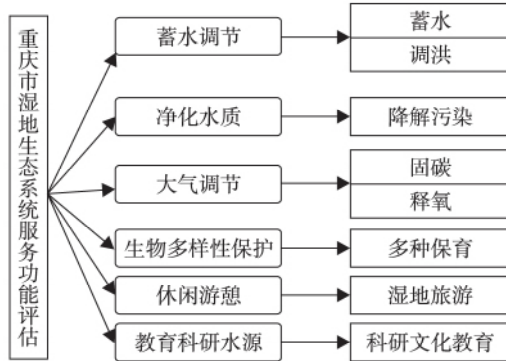 重庆市湿地生态系统服务功能评估
蓄水调节
蓄水
调洪
净化水质
降解污染
大气调节
固碳
释氧
生物多样性保护
多种保育
休闲游憩
湿地旅游
教育科研水源
科研文化教育